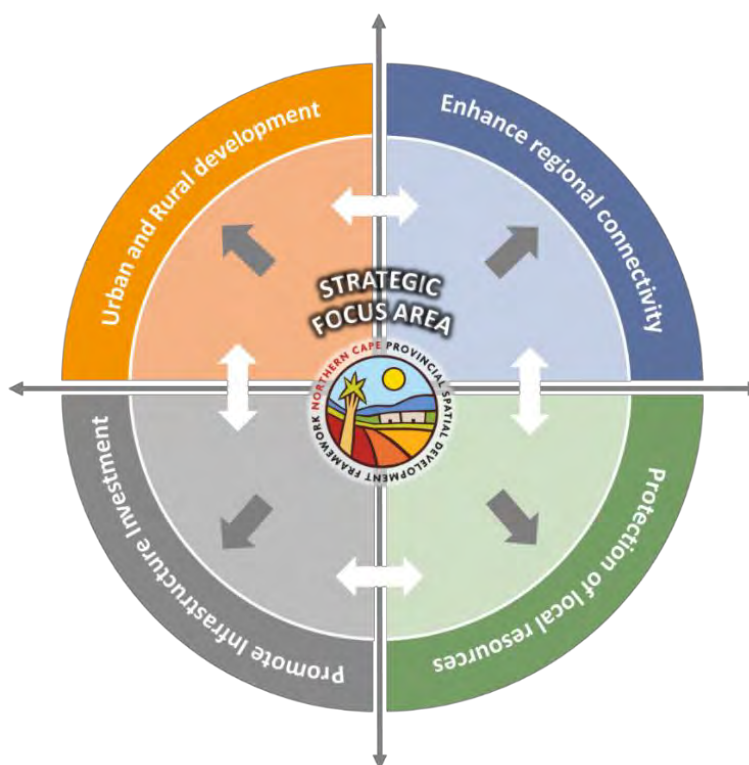 Urban and Rural development
Enhance regional connectivity
STRATEGIC
FOCUS AREA
NORTHERN CAPE PROVINCIAL SPATIAL DEVELOPMENT FRAMEWORK
Promote Infrastructure Investment
Protection of local resources